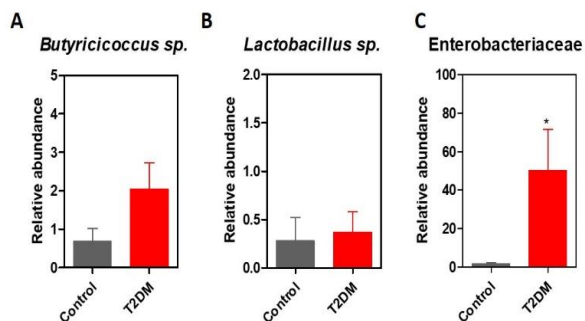 A
Butyricicoccus sp.
Relative abundance
5
4
3
2
1
0
Control
T2DM
B
Lactobacillus sp.
Relative abundance
2.0
1.5
1.0
0.5
0.0
Control
T2DM
C
Enterobacteriaceae
Relative abundance
100
80
60
40
20
0
*
Control
T2DM